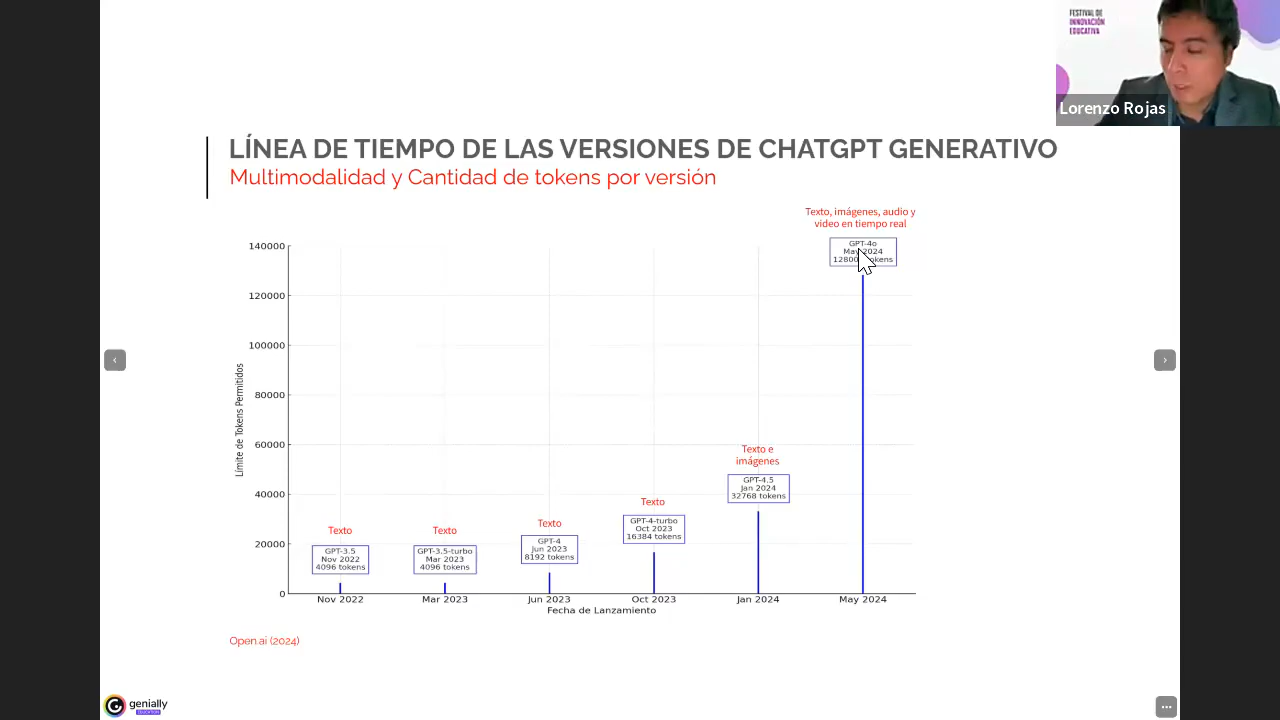 FESTIVAL DE
INNOVACIÓN
EDUCATIVA
Lorenzo Rojas
LÍNEA DE TIEMPO DE LAS VERSIONES DE CHATGPT GENERATIVO
Multimodalidad y Cantidad de tokens por versión
Texto, imágenes, audio y
video en tiempo real
GPT-4o
May 2024
12800 tokens
140000
120000
100000
80000
60000
40000
20000
0
Límite de Tokens Permitidos
Texto e
imágenes
GPT-4.5
Jan 2024
32768 tokens
Texto
GPT-4-turbo
Oct 2023
16384 tokens
Texto
GPT-4
Jun 2023
8192 tokens
Texto
GPT-3.5-turbo
Mar 2023
4096 tokens
Texto
GPT-3.5
Nov 2022
4096 tokens
Nov 2022
Mar 2023
Jun 2023
Oct 2023
Jan 2024
May 2024
Fecha de Lanzamiento
Open.ai (2024)
genially
EDUCATION